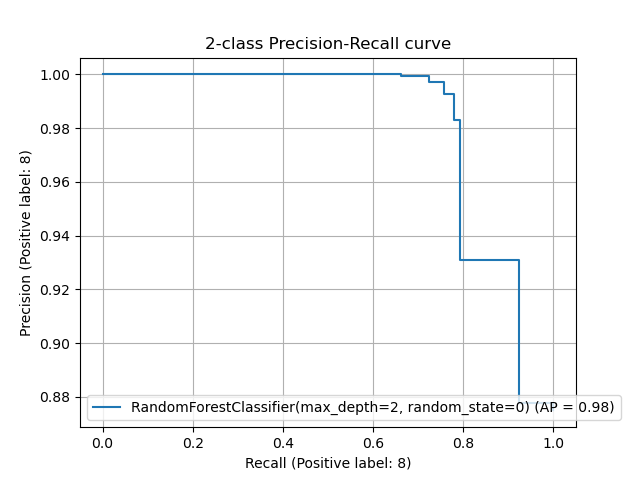 2-class Precision-Recall curve
1.00
0.98
0.96
0.94
0.92
0.90
0.88
Precision (Positive label: 8)
RandomForestClassifier(max_depth=2, random_state=0) (AP = 0.98)
0.0 0.2 0.4 0.6 0.8 1.0
Recall (Positive label: 8)